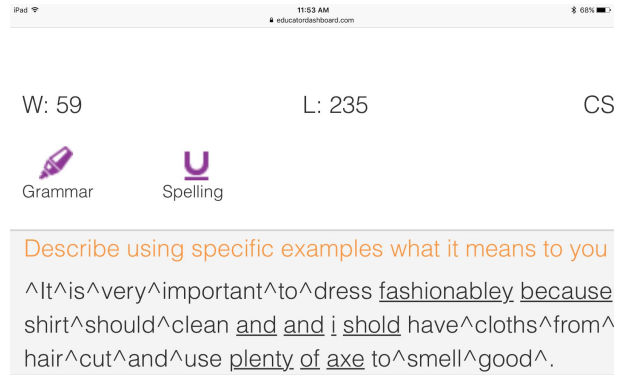 iPad 11:53 AM 68%
educatordashboard.com
W: 59 L: 235 CS
Grammar Spelling
Describe using specific examples what it means to you
^It^is^very^important^to^dress fashionabley because
shirt^should^clean and and i shold have^cloths^from^
hair^cut^and^use plenty of axe to^smell^good^.